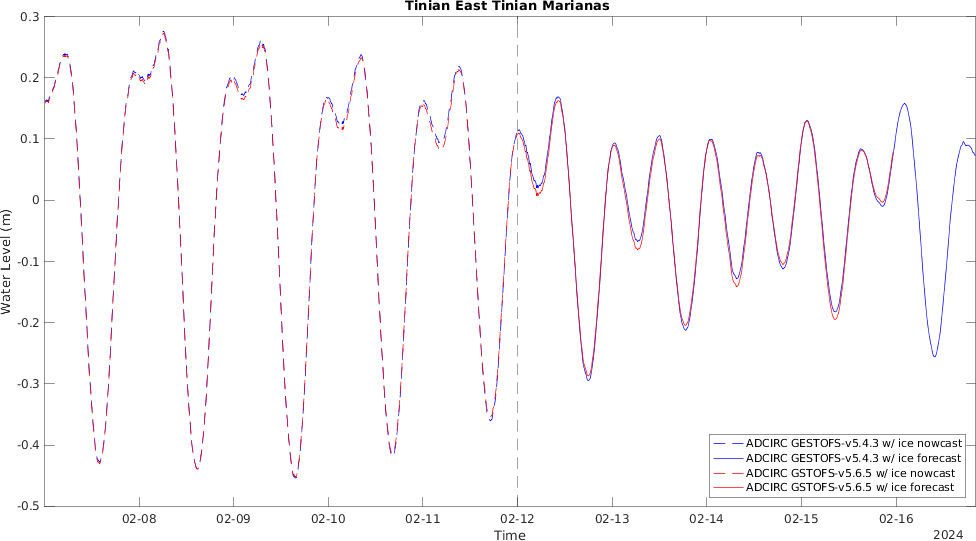 Tinian East Tinian Marianas
0.3
0.2
0.1
0
-0.1
-0.2
-0.3
-0.4
-0.5
Water Level (m)
ADCIRC GESTOFS-v5.4.3 w/ ice nowcast
ADCIRC GESTOFS-v5.4.3 w/ ice forecast
ADCIRC GSTOFS-v5.6.5 w/ ice nowcast
ADCIRC GSTOFS-v5.6.5 w/ ice forecast
02-08 02-09 02-10 02-11 02-12 02-13 02-14 02-15 02-16
Time
2024